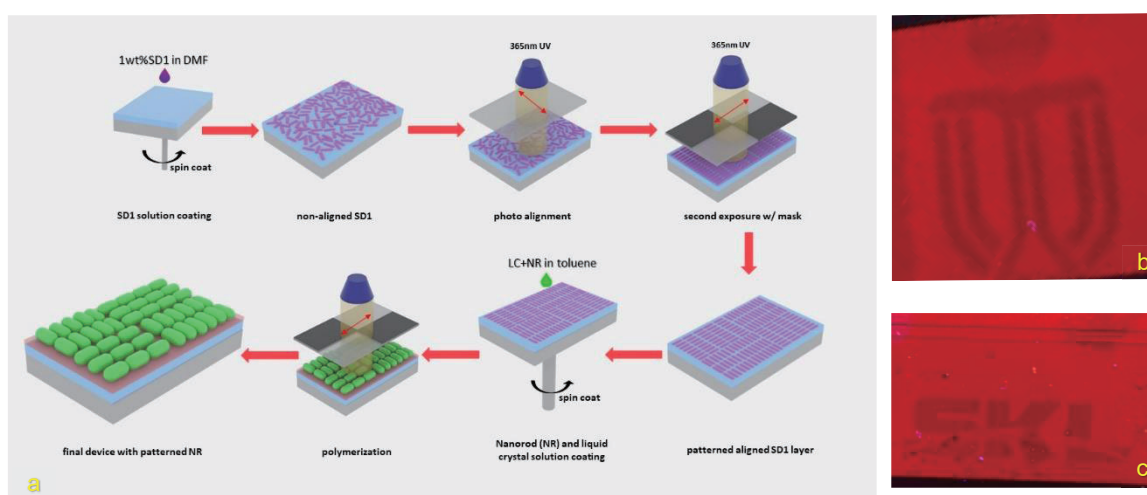 365nm UV
365nm UV
1wt%SD1 in DMF
spin coat
SD1 solution coating
non-aligned SD1
photo alignment
second exposure w/ mask
LC+NR in toluene
spin coat
final device with patterned NR
polymerization
Nanorod (NR) and liquid
crystal solution coating
patterned aligned SD1 layer
a
b
SKL
c